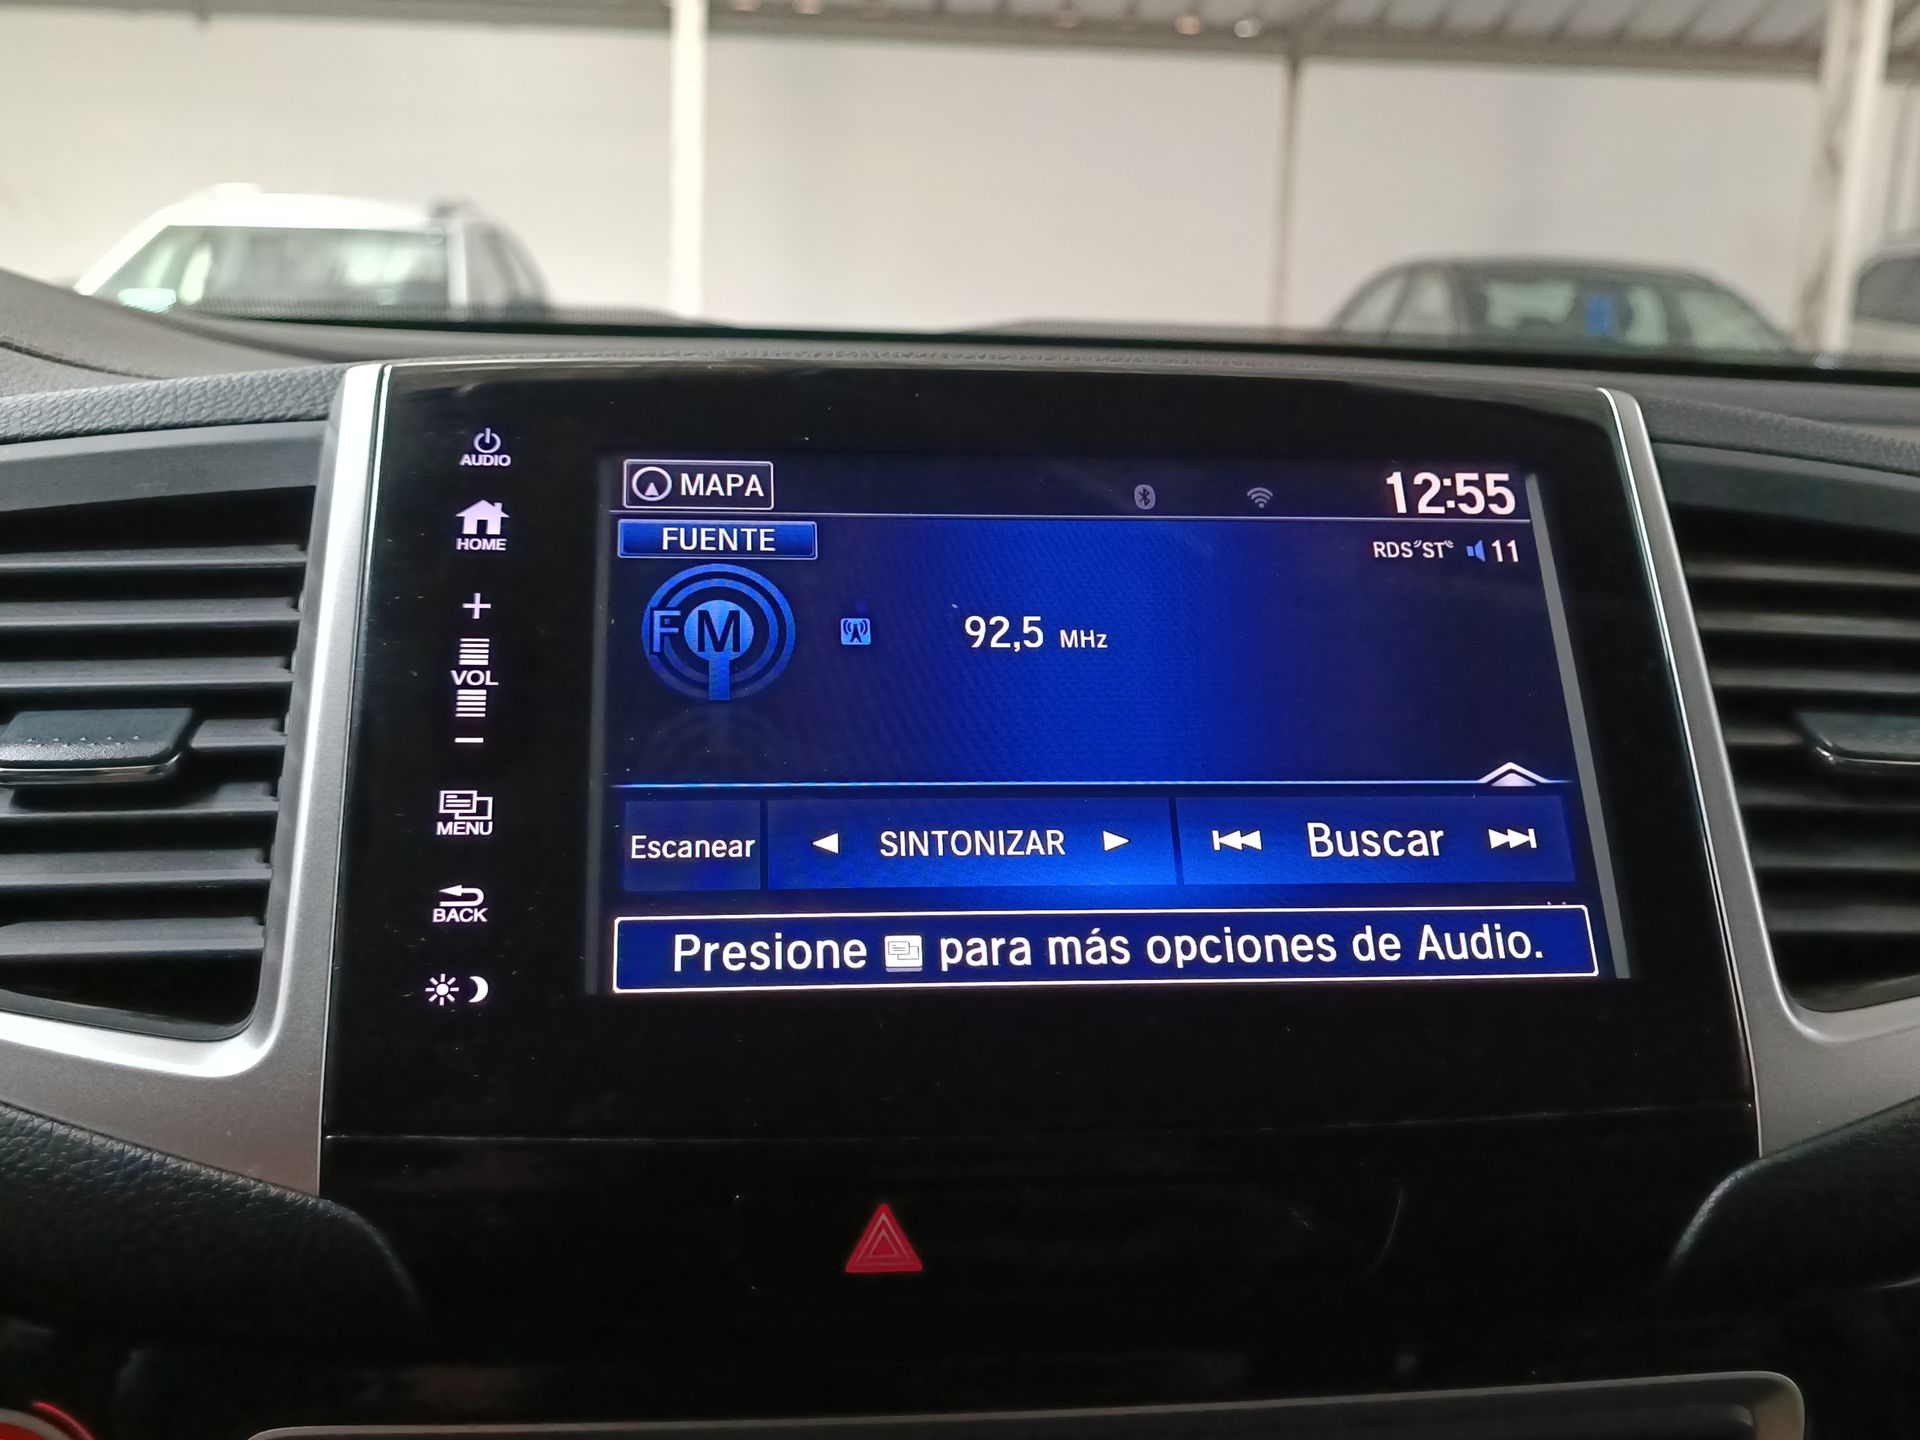 AUDIO
HOME
+
VOL
−
MENU
BACK
MAPA
12:55
FUENTE
RDS ST 11
FM
92,5 MHz
Escanear
SINTONIZAR
Buscar
Presione para más opciones de Audio.